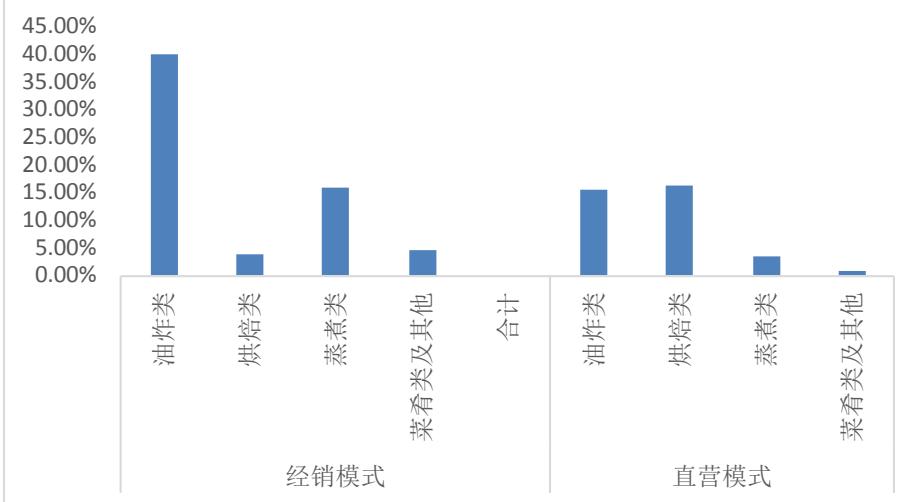 45.00%
40.00%
35.00%
30.00%
25.00%
20.00%
15.00%
10.00%
5.00%
0.00%
油炸类
烘焙类
蒸煮类
菜肴类及其他
合计
油炸类
烘焙类
蒸煮类
菜肴类及其他
经销模式
直营模式